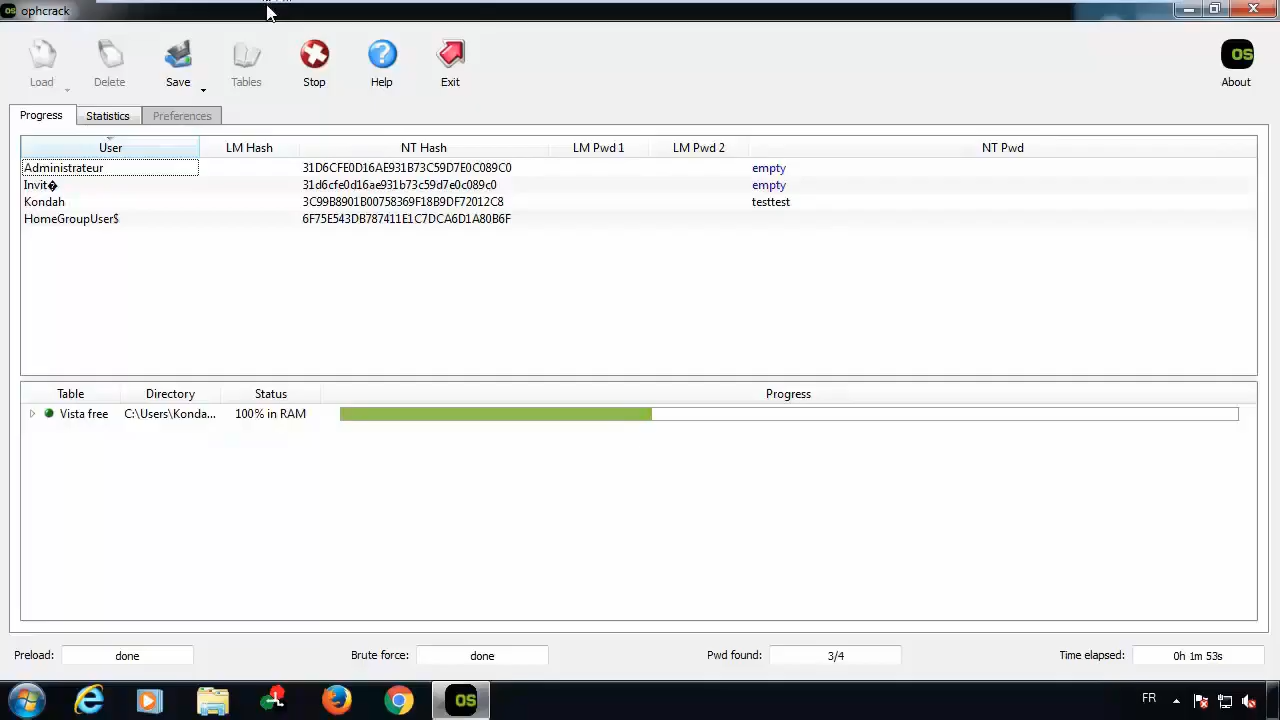 ophcrack
Load Delete Save Tables Stop Help Exit About
Progress Statistics Preferences
User LM Hash NT Hash LM Pwd 1 LM Pwd 2 NT Pwd
Administrateur 31D6CFE0D16AE931B73C59D7E0C089C0 empty
Invit� 31d6cfe0d16ae931b73c59d7e0c089c0 empty
Kondah 3C99B8901B00758369F18B9DF72012C8 testtest
HomeGroupUser$ 6F75E543DB787411E1C7DCA6D1A80B6F
Table Directory Status Progress
Vista free C:\Users\Konda... 100% in RAM
Preload: done Brute force: done Pwd found: 3/4 Time elapsed: 0h 1m 53s
OS FR